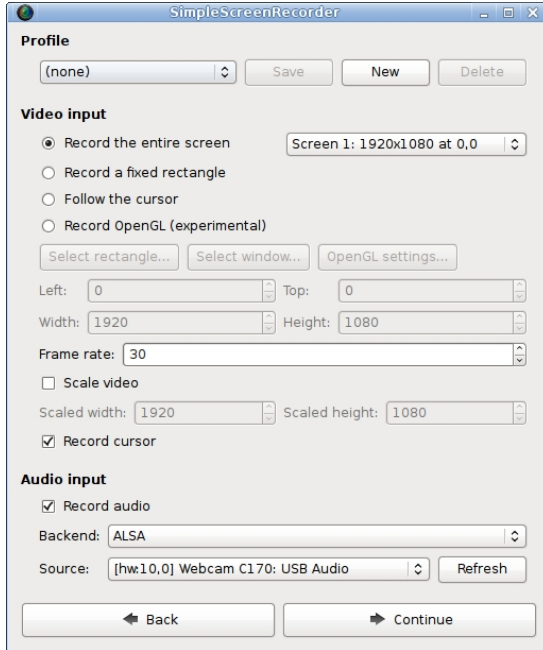 SimpleScreenRecorder
Profile
(none) Save New Delete
Video input
Record the entire screen Screen 1: 1920x1080 at 0,0
Record a fixed rectangle
Follow the cursor
Record OpenGL (experimental)
Select rectangle... Select window... OpenGL settings...
Left: 0 Top: 0
Width: 1920 Height: 1080
Frame rate: 30
Scale video
Scaled width: 1920 Scaled height: 1080
Record cursor
Audio input
Record audio
Backend: ALSA
Source: [hw:10,0] Webcam C170: USB Audio Refresh
Back Continue